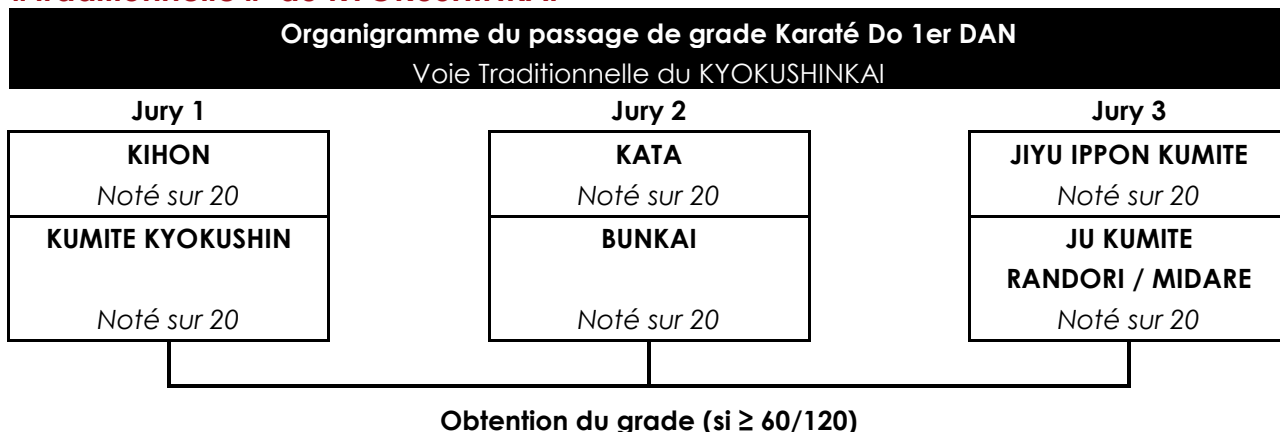 Organigramme du passage de grade Karaté Do 1er DAN
Voie Traditionnelle du KYOKUSHINKAI
Jury 1
Jury 2
Jury 3
KIHON
KATA
JIYU IPPON KUMITE
Noté sur 20
Noté sur 20
Noté sur 20
KUMITE KYOKUSHIN
BUNKAI
JU KUMITE
RANDORI / MIDARE
Noté sur 20
Noté sur 20
Noté sur 20
Obtention du grade (si ≥ 60/120)